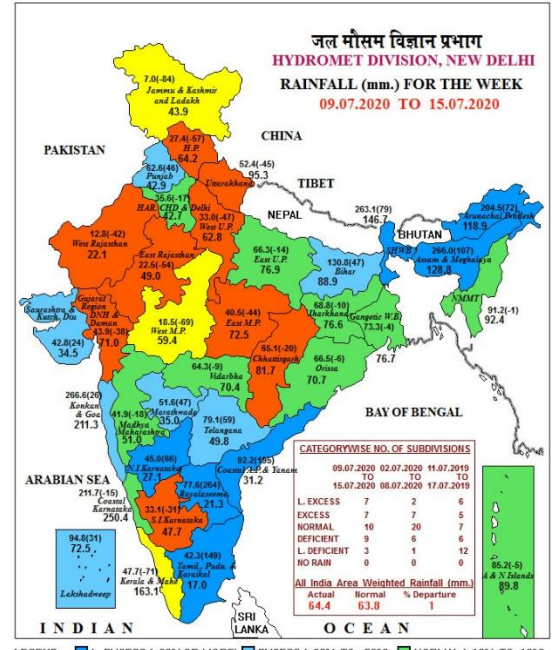 जल मौसम विज्ञान प्रभाग
HYDROMET DIVISION, NEW DELHI
RAINFALL (mm.) FOR THE WEEK
09.07.2020 TO 15.07.2020
7.0(-84)
Jammu & Kashmir
and Ladakh
43.9
CHINA
PAKISTAN
27.4(-57)
H.P.
64.2
62.6(46)
Punjab
42.9
52.4(-45)
95.3
Uttarakhand
TIBET
35.6(-17)
HAR. CHD & Delhi
42.7
NEPAL
33.0(-47)
West U.P.
62.8
263.1(79)
146.7
BHUTAN
204.5(72)
Arunachal Pradesh
118.9
12.8(-42)
West Rajasthan
22.1
East Rajasthan
22.5(-54)
49.0
66.3(-14)
East U.P.
76.9
130.8(47)
Bihar
88.9
SHWB
266.0(107)
Assam & Meghalaya
128.8
NMMT
91.2(-1)
92.4
Saurashtra &
Kutch, Diu
42.8(24)
34.5
Gujarat
Region
DNH &
Daman
43.9(-38)
71.0
18.5(-69)
West M.P.
59.4
40.5(-44)
East M.P.
72.5
68.8(-10)
Jharkhand
76.6
Gangetic W.B.
73.3(-4)
76.7
65.1(-20)
Chhattisgarh
81.7
66.5(-6)
Orissa
70.7
64.3(-9)
Vidarbha
70.4
266.6(26)
Konkan
& Goa
211.3
41.9(-18)
Madhya
Maharashtra
51.0
51.6(47)
Marathwada
35.0
79.1(59)
Telangana
49.8
BAY OF BENGAL
ARABIAN SEA
45.0(66)
N.I.Karnataka
27.1
92.2(195)
Coastal A.P.& Yanam
31.2
77.6(264)
Rayalaseema
21.3
211.7(-15)
Coastal
Karnataka
250.4
33.1(-31)
S.I.Karnataka
47.7
94.8(31)
72.5
Lakshadweep
47.7(-71)
Kerala & Mahe
163.1
42.3(149)
Tamil, Pudu. &
Karaikal
17.0
85.2(-5)
A & N Islands
89.8
CATEGORYWISE NO. OF SUBDIVISIONS
09.07.2020 02.07.2020 11.07.2019
TO TO TO
15.07.2020 08.07.2020 17.07.2019
L. EXCESS 7 2 6
EXCESS 7 7 5
NORMAL 10 20 7
DEFICIENT 9 6 6
L. DEFICIENT 3 1 12
NO RAIN 0 0 0
All India Area Weighted Rainfall (mm.)
Actual Normal % Departure
64.4 63.8 1
SRI
LANKA
INDIAN OCEAN